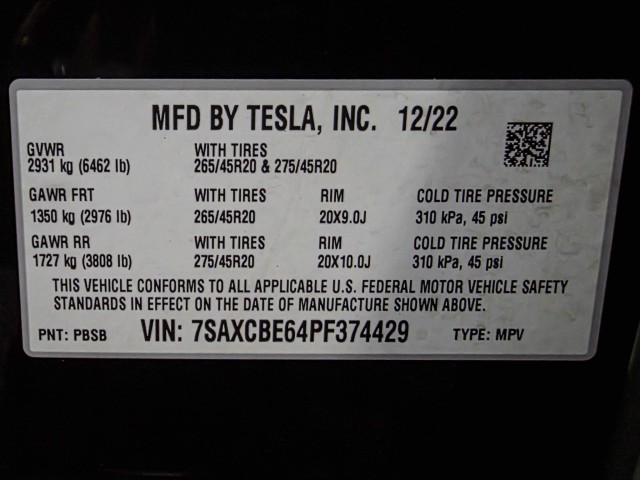 MFD BY TESLA, INC. 12/22
GVWR WITH TIRES
2931 kg (6462 lb) 265/45R20 & 275/45R20
GAWR FRT WITH TIRES RIM COLD TIRE PRESSURE
1350 kg (2976 lb) 265/45R20 20X9.0J 310 kPa, 45 psi
GAWR RR WITH TIRES RIM COLD TIRE PRESSURE
1727 kg (3808 lb) 275/45R20 20X10.0J 310 kPa, 45 psi
THIS VEHICLE CONFORMS TO ALL APPLICABLE U.S. FEDERAL MOTOR VEHICLE SAFETY
STANDARDS IN EFFECT ON THE DATE OF MANUFACTURE SHOWN ABOVE.
PNT: PBSB VIN: 7SAXCBE64PF374429 TYPE: MPV